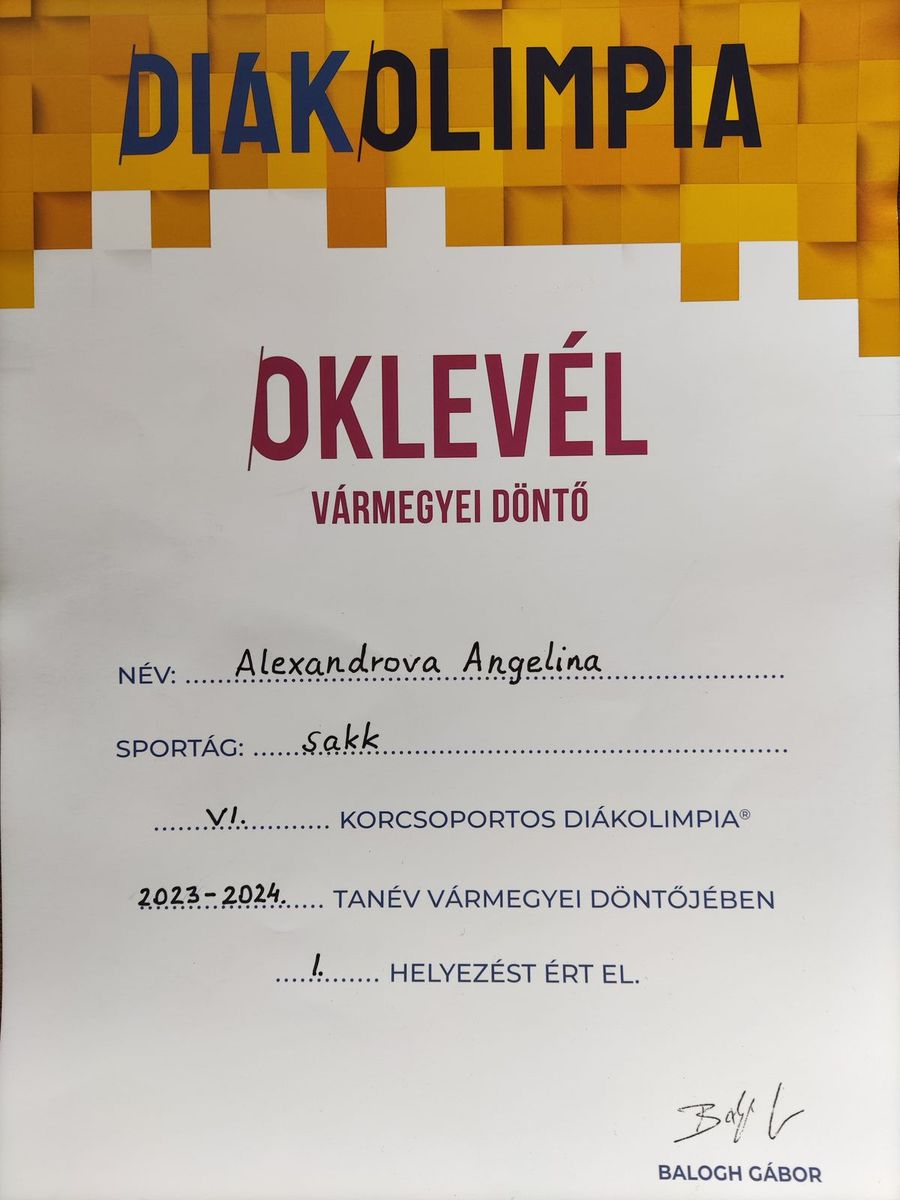 DIÁKOLIMPIA
OKLEVÉL
VÁRMEGYEI DÖNTŐ
NÉV: Alexandrova Angelina
SPORTÁG: sakk
VI. KORCSOPORTOS DIÁKOLIMPIA®
2023-2024. TANÉV VÁRMEGYEI DÖNTŐJÉBEN
I. HELYEZÉST ÉRT EL.
BALOGH GÁBOR